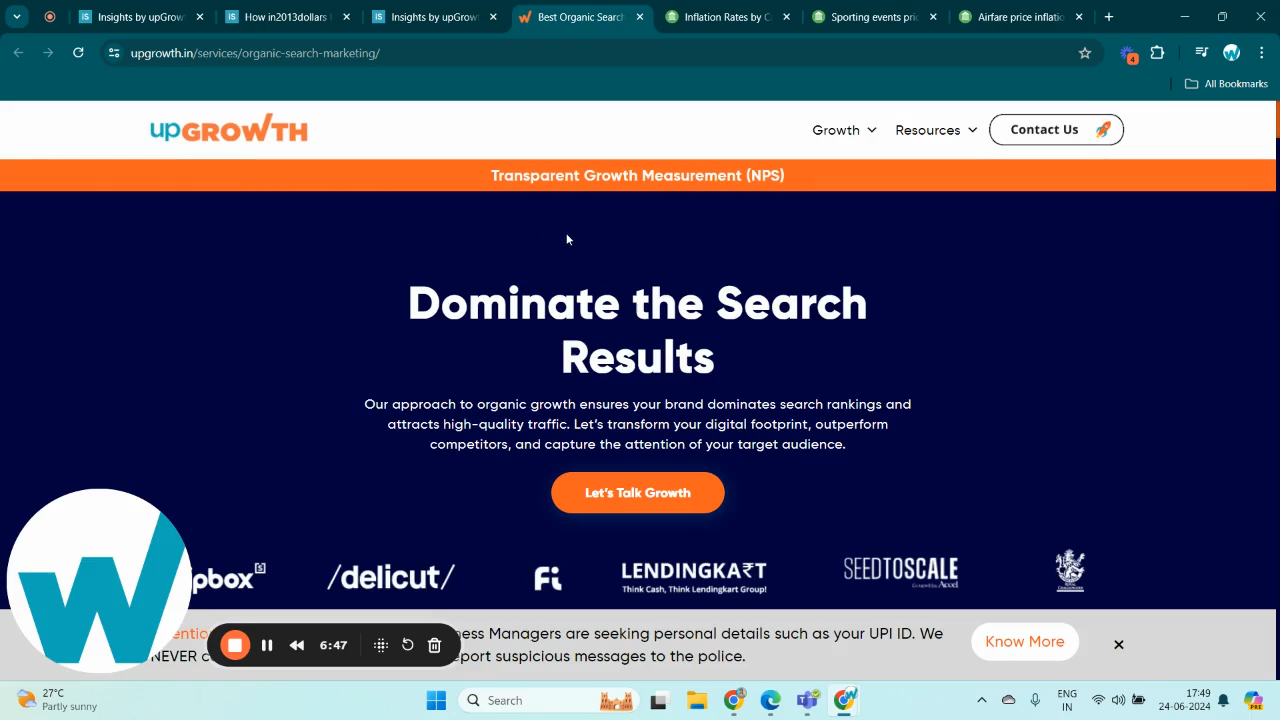 Insights by upGrow
How in2013dollars
Insights by upGrow
Best Organic Search
Inflation Rates by C
Sporting events pric
Airfare price inflatio
upgrowth.in/services/organic-search-marketing/
4
All Bookmarks
upGROWTH
Growth
Resources
Contact Us
Transparent Growth Measurement (NPS)
Dominate the Search
Results
Our approach to organic growth ensures your brand dominates search rankings and
attracts high-quality traffic. Let's transform your digital footprint, outperform
competitors, and capture the attention of your target audience.
Let's Talk Growth
pbox
/delicut/
Fi
LENDINGKART
Think Cash, Think Lendingkart Group!
SEEDTOSCALE
ness Managers are seeking personal details such as your UPI ID. We
NEVER
port suspicious messages to the police.
Know More
6:47
27°C
Partly sunny
Search
ENG
IN
17:49
24-06-2024